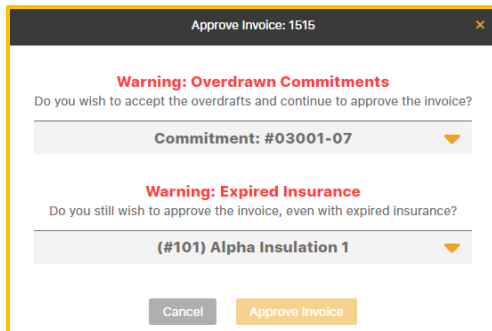 Approve Invoice: 1515 ×
Warning: Overdrawn Commitments
Do you wish to accept the overdrafts and continue to approve the invoice?
Commitment: #03001-07
Warning: Expired Insurance
Do you still wish to approve the invoice, even with expired insurance?
(#101) Alpha Insulation 1
Cancel Approve Invoice